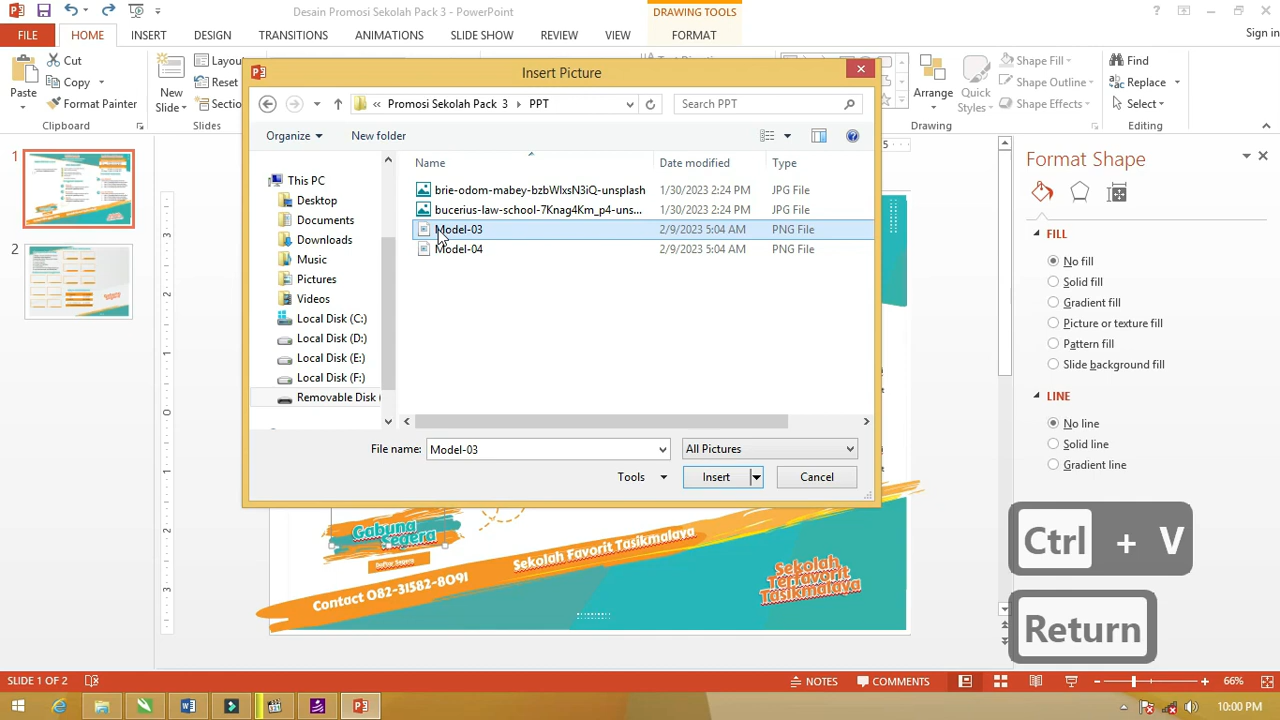 Desain Promosi Sekolah Pack 3 - PowerPoint
DRAWING TOOLS
Sign in
FILE HOME INSERT DESIGN TRANSITIONS ANIMATIONS SLIDE SHOW REVIEW VIEW FORMAT
Paste
Cut
Copy
Format Painter
Clipboard
New
Slide
Layou
Reset
Sectio
Slides
Arrange
Quick
Styles
Shape Fill
Shape Outline
Shape Effects
Drawing
Find
Replace
Select
Editing
Insert Picture
« Promosi Sekolah Pack 3 PPT
Search PPT
Organize
New folder
This PC
Desktop
Documents
Downloads
Music
Pictures
Videos
Local Disk (C:)
Local Disk (D:)
Local Disk (E:)
Local Disk (F:)
Removable Disk (
Name Date modified Type
1/30/2023 2:24 PM JPG File
bucerius-law-school-7Knag4Km_p4-uns... 1/30/2023 2:24 PM JPG File
Model-03 2/9/2023 5:04 AM PNG File
Model-04 2/9/2023 5:04 AM PNG File
File name: Model-03
All Pictures
Tools
Insert
Cancel
1
2
Format Shape
FILL
No fill
Solid fill
Gradient fill
Picture or texture fill
Pattern fill
Slide background fill
LINE
No line
Solid line
Gradient line
Gabung
Segera
Daftar Segera
Contact 082-31582-8091
Sekolah Favorit Tasikmalaya
Sekolah
Terfavorit
Tasikmalaya
Ctrl + V
Return
SLIDE 1 OF 2
NOTES
COMMENTS
66%
10:00 PM